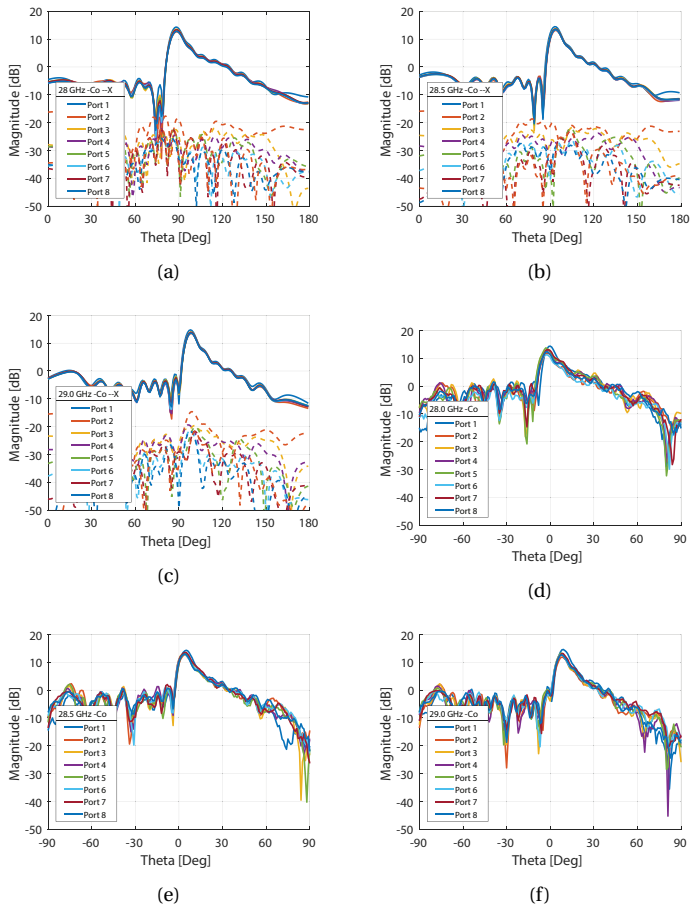 20
10
0
-10
-20
-30
-40
-50
Magnitude [dB]
28 GHz -Co --X
Port 1
Port 2
Port 3
Port 4
Port 5
Port 6
Port 7
Port 8
0 30 60 90 120 150 180
Theta [Deg]
(a)
20
10
0
-10
-20
-30
-40
-50
Magnitude [dB]
28.5 GHz -Co --X
Port 1
Port 2
Port 3
Port 4
Port 5
Port 6
Port 7
Port 8
0 30 60 90 120 150 180
Theta [Deg]
(b)
20
10
0
-10
-20
-30
-40
-50
Magnitude [dB]
29.0 GHz -Co --X
Port 1
Port 2
Port 3
Port 4
Port 5
Port 6
Port 7
Port 8
0 30 60 90 120 150 180
Theta [Deg]
(c)
20
10
0
-10
-20
-30
-40
-50
Magnitude [dB]
28.0 GHz -Co
Port 1
Port 2
Port 3
Port 4
Port 5
Port 6
Port 7
Port 8
-90 -60 -30 0 30 60 90
Theta [Deg]
(d)
20
10
0
-10
-20
-30
-40
-50
Magnitude [dB]
28.5 GHz -Co
Port 1
Port 2
Port 3
Port 4
Port 5
Port 6
Port 7
Port 8
-90 -60 -30 0 30 60 90
Theta [Deg]
(e)
20
10
0
-10
-20
-30
-40
-50
Magnitude [dB]
29.0 GHz -Co
Port 1
Port 2
Port 3
Port 4
Port 5
Port 6
Port 7
Port 8
-90 -60 -30 0 30 60 90
Theta [Deg]
(f)